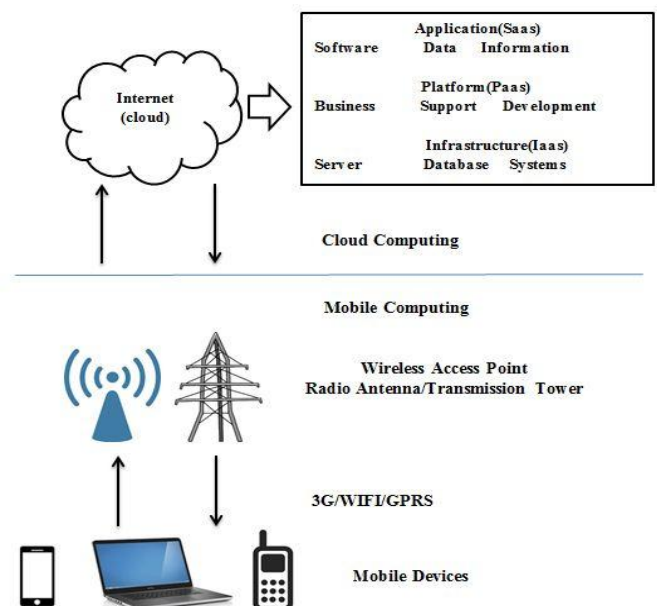 Internet
(cloud)
Application(Saas)
Software Data Information
Platform(Paas)
Business Support Development
Infrastructure(Iaas)
Server Database Systems
Cloud Computing
Mobile Computing
Wireless Access Point
Radio Antenna/Transmission Tower
3G/WIFI/GPRS
Mobile Devices